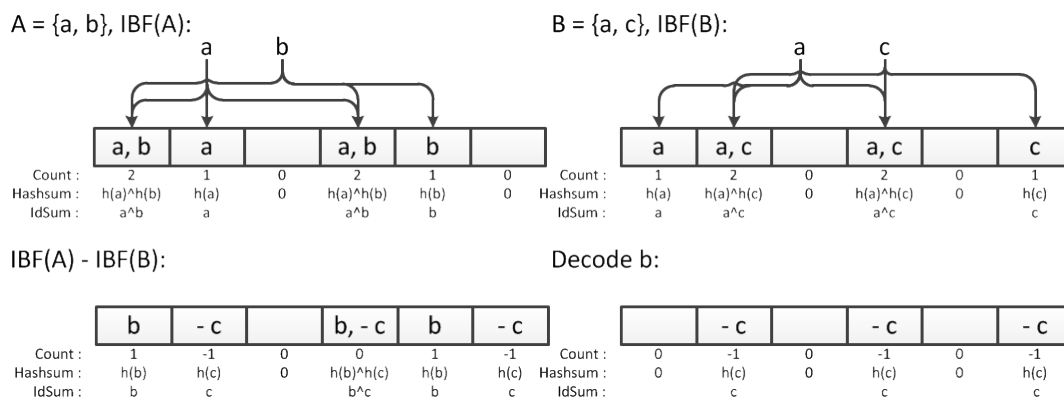 A = {a, b}, IBF(A):
a b
a, b a a, b b
Count : 2 1 0 2 1 0
Hashsum : h(a)^h(b) h(a) 0 h(a)^h(b) h(b) 0
IdSum : a^b a a^b b
B = {a, c}, IBF(B):
a c
a a, c a, c c
Count : 1 2 0 2 0 1
Hashsum : h(a) h(a)^h(c) 0 h(a)^h(c) 0 h(c)
IdSum : a a^c a^c c
IBF(A) - IBF(B):
b - c b, - c b - c
Count : 1 -1 0 0 1 -1
Hashsum : h(b) h(c) 0 h(b)^h(c) h(b) h(c)
IdSum : b c b^c b c
Decode b:
- c - c - c
Count : 0 -1 0 -1 0 -1
Hashsum : 0 h(c) 0 h(c) 0 h(c)
IdSum : c c c